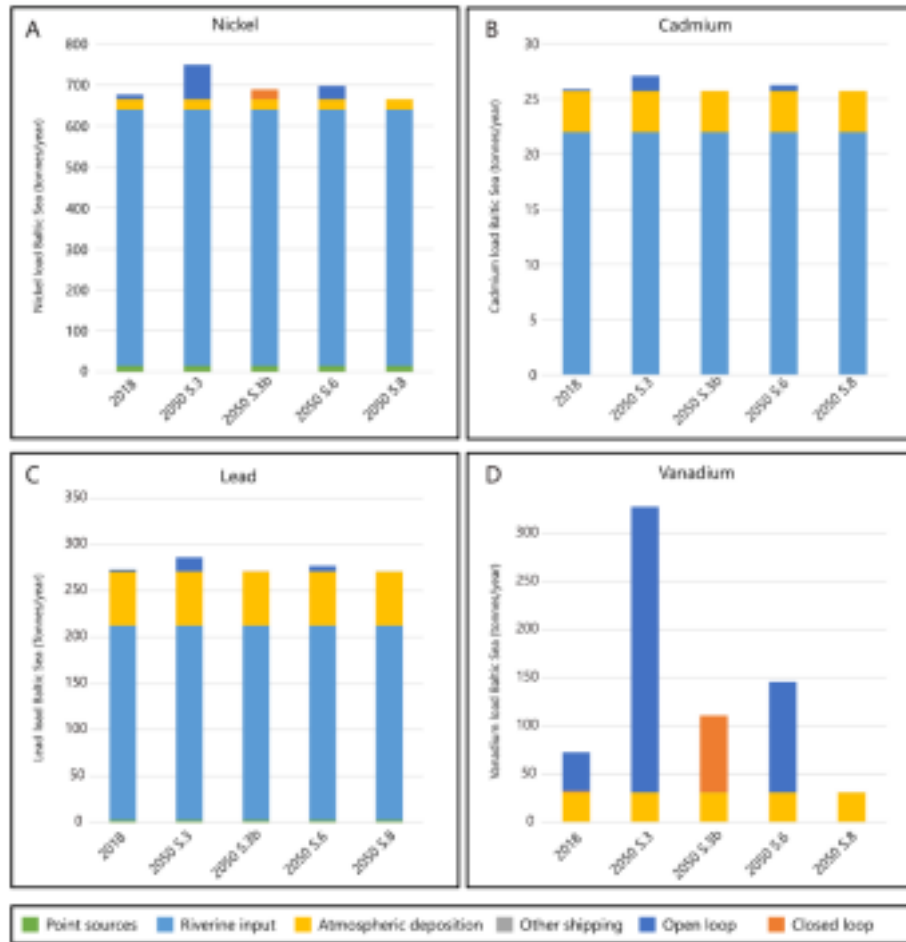 A
Nickel
Nickel load Baltic Sea (tonnes/year)
800
700
600
500
400
300
200
100
0
2018
2050 S.3
2050 S.3b
2050 S.6
2050 S.8
B
Cadmium
Cadmium load Baltic Sea (tonnes/year)
30
25
20
15
10
5
0
2018
2050 S.3
2050 S.3b
2050 S.6
2050 S.8
C
Lead
Lead load Baltic Sea (Tonnes/year)
350
300
250
200
150
100
50
0
2018
2050 S.3
2050 S.3b
2050 S.6
2050 S.8
D
Vanadium
Vanadium load Baltic Sea (tonnes/year)
300
250
200
150
100
50
0
2018
2050 S.3
2050 S.3b
2050 S.6
2050 S.8
Point sources
Riverine input
Atmospheric deposition
Other shipping
Open loop
Closed loop